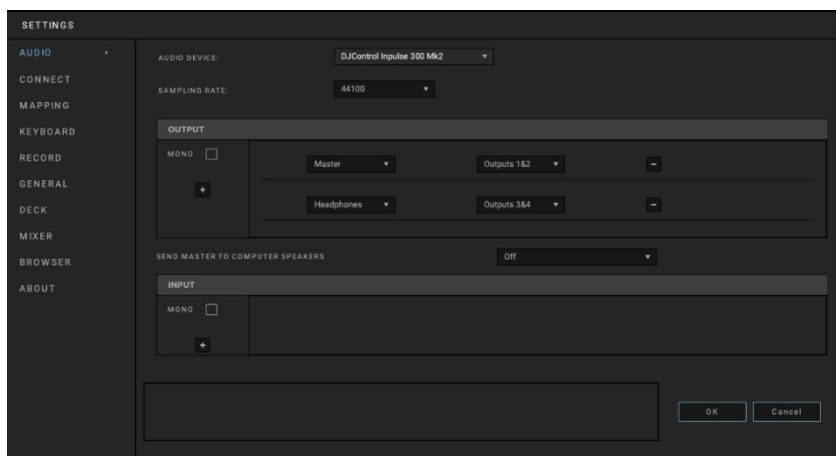 SETTINGS
AUDIO
CONNECT
MAPPING
KEYBOARD
RECORD
GENERAL
DECK
MIXER
BROWSER
ABOUT
AUDIO DEVICE: DJControl Inpulse 300 Mk2
SAMPLING RATE: 44100
OUTPUT
MONO
Master Outputs 1&2 -
+
Headphones Outputs 3&4 -
SEND MASTER TO COMPUTER SPEAKERS Off
INPUT
MONO
+
OK Cancel